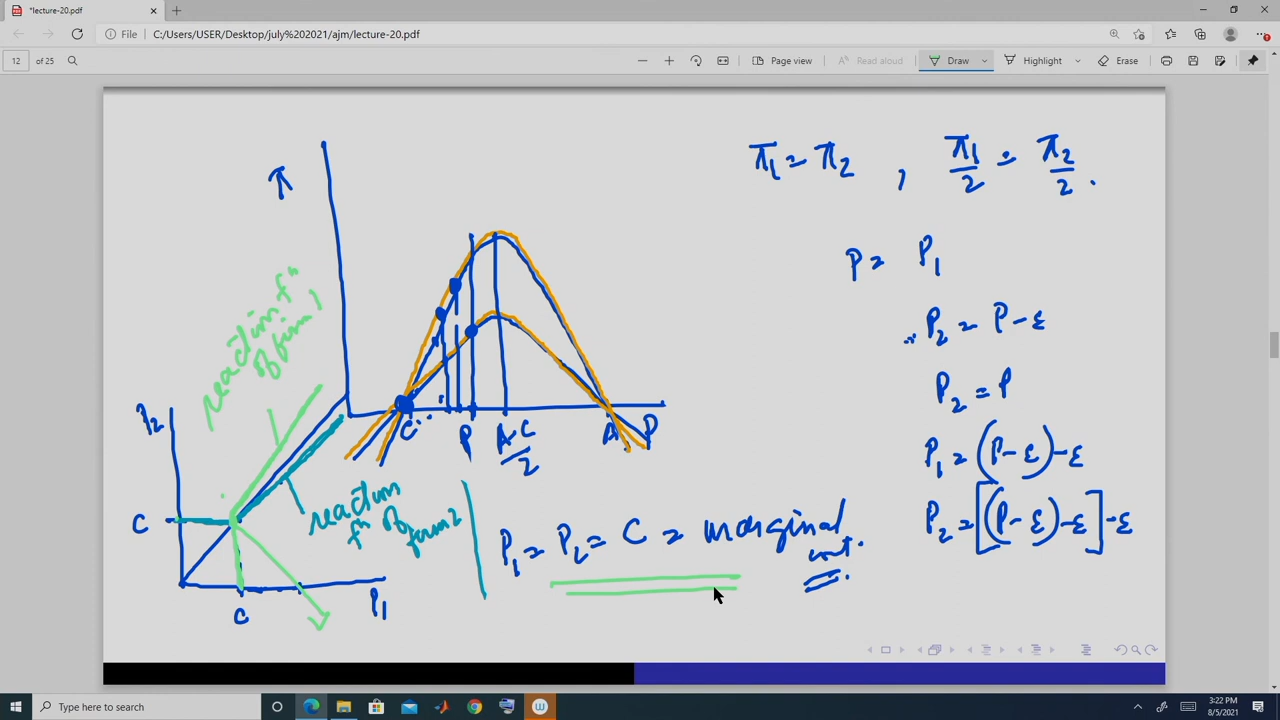 *lecture-20.pdf
File C:/Users/USER/Desktop/july%202021/ajm/lecture-20.pdf
12 of 25 Page view Read aloud Draw Highlight Erase
π
π1 = π2 , π1/2 = π2/2 .
P = P1
P2 = P-ε
P2 = P
P1 = (P-ε)-ε
P2 = [(P-ε)-ε]-ε
C P A-C/2 A P
reaction fn
of firm 1
P2
C
C P1
reaction
fn of firm 2
P1 = P2 = C = marginal
cost.
Type here to search
3:22 PM
8/5/2021